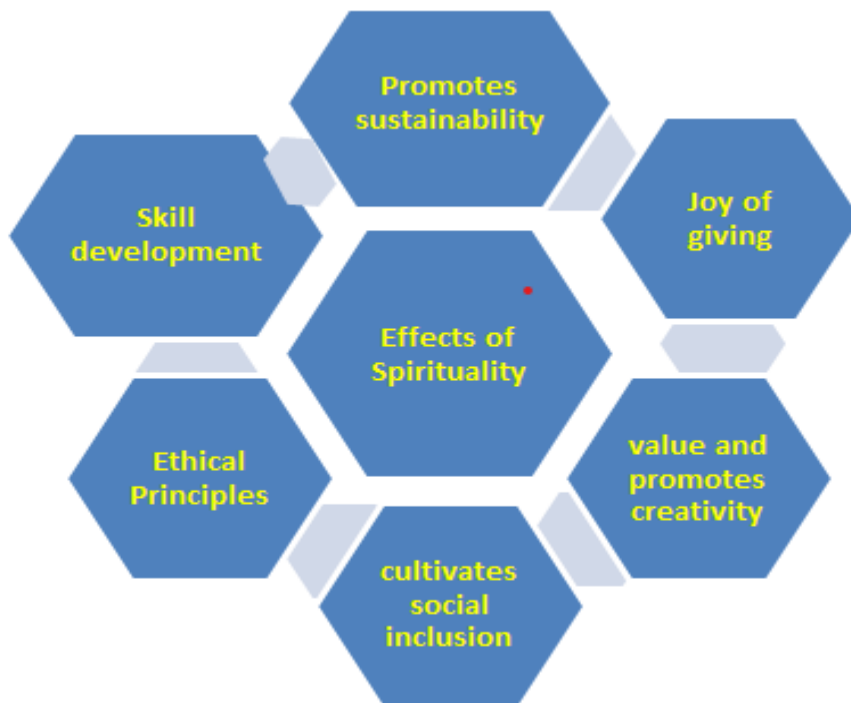 Promotes
sustainability
Joy of
giving
value and
promotes
creativity
cultivates
social
inclusion
Ethical
Principles
Skill
development
Effects of
Spirituality